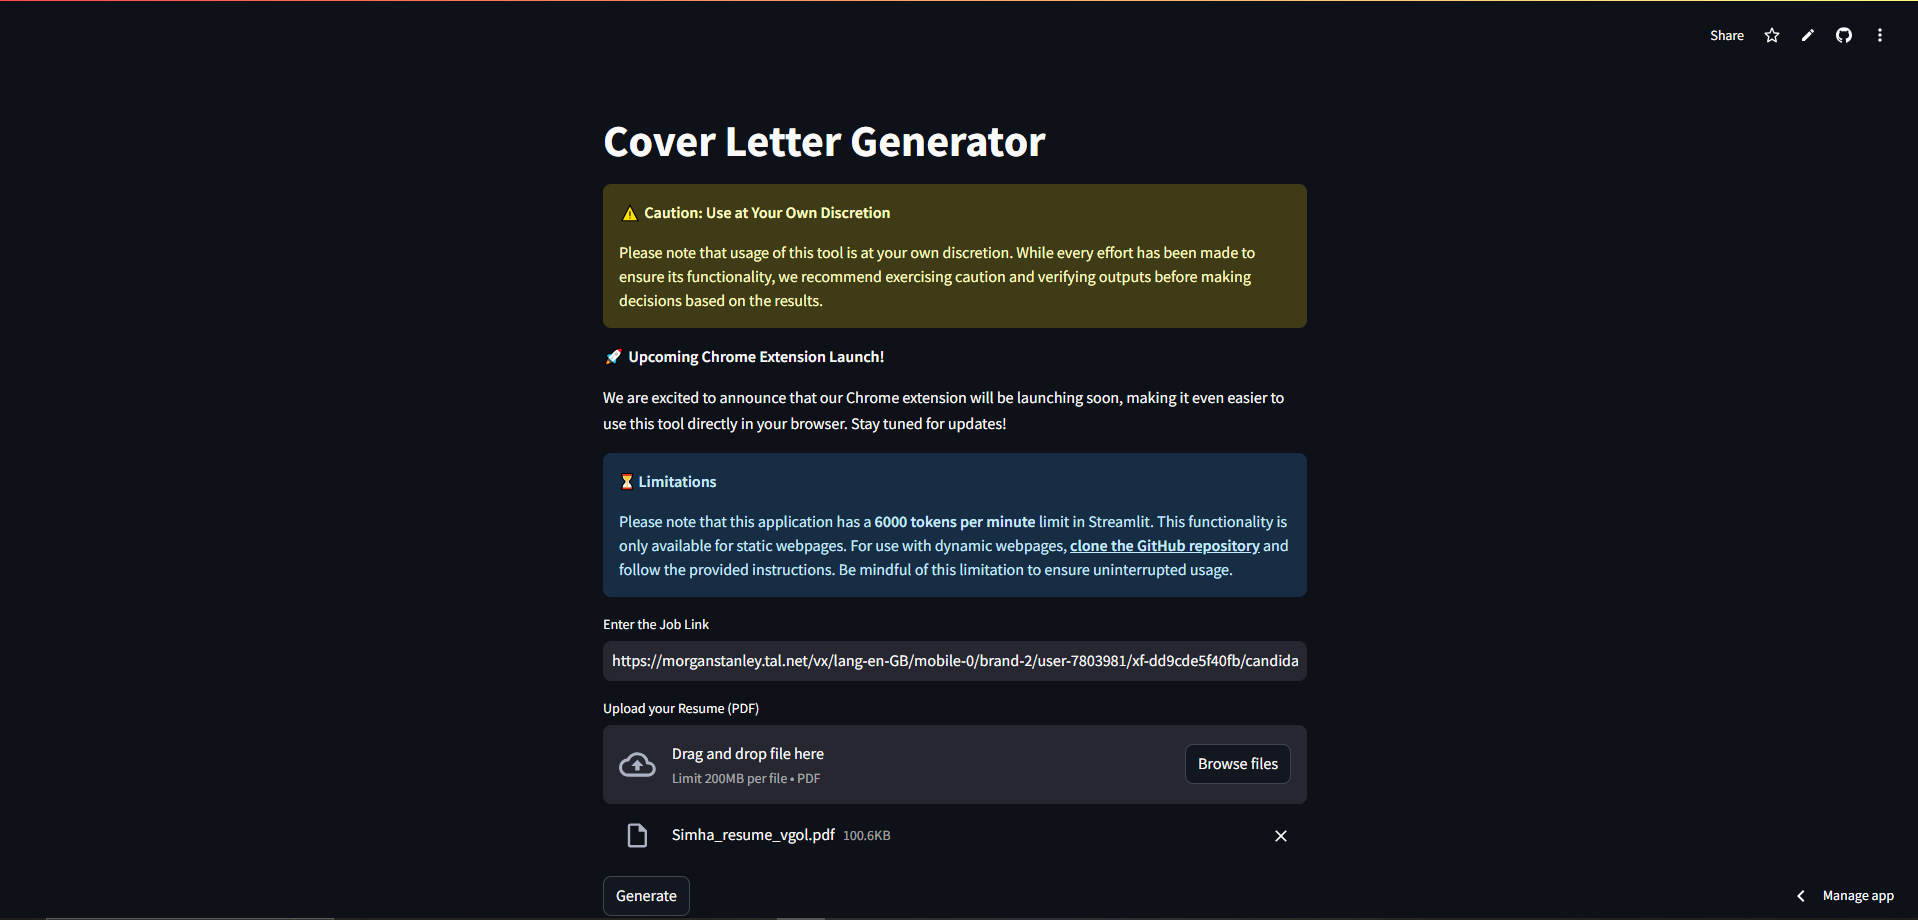 Share
Cover Letter Generator
⚠️ Caution: Use at Your Own Discretion
Please note that usage of this tool is at your own discretion. While every effort has been made to
ensure its functionality, we recommend exercising caution and verifying outputs before making
decisions based on the results.
🚀 Upcoming Chrome Extension Launch!
We are excited to announce that our Chrome extension will be launching soon, making it even easier to
use this tool directly in your browser. Stay tuned for updates!
⏳ Limitations
Please note that this application has a 6000 tokens per minute limit in Streamlit. This functionality is
only available for static webpages. For use with dynamic webpages, clone the GitHub repository and
follow the provided instructions. Be mindful of this limitation to ensure uninterrupted usage.
Enter the Job Link
https://morganstanley.tal.net/vx/lang-en-GB/mobile-0/brand-2/user-7803981/xf-dd9cde5f40fb/candida
Upload your Resume (PDF)
Drag and drop file here
Limit 200MB per file • PDF
Browse files
Simha_resume_vgol.pdf 100.6KB
Generate
Manage app